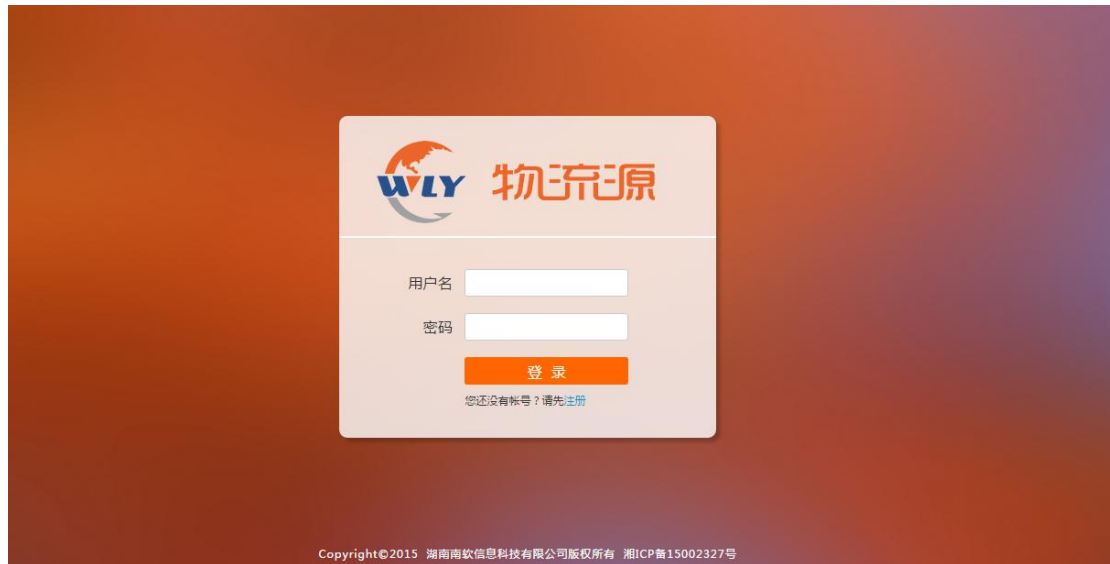 WLY 物流源
用户名
密码
登 录
您还没有帐号？请先注册
Copyright©2015 湖南南软信息科技有限公司版权所有 湘ICP备15002327号